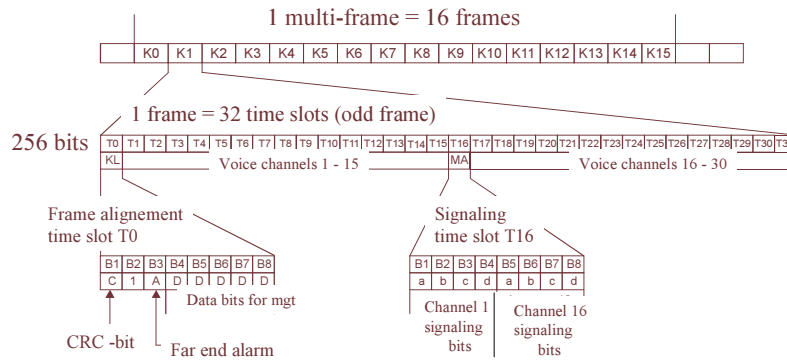 1 multi-frame = 16 frames
K0 K1 K2 K3 K4 K5 K6 K7 K8 K9 K10 K11 K12 K13 K14 K15
1 frame = 32 time slots (odd frame)
256 bits
T0 T1 T2 T3 T4 T5 T6 T7 T8 T9 T10 T11 T12 T13 T14 T15 T16 T17 T18 T19 T20 T21 T22 T23 T24 T25 T26 T27 T28 T29 T30
KL Voice channels 1 - 15 MA Voice channels 16 - 30
Frame alignement
time slot T0
Signaling
time slot T16
B1 B2 B3 B4 B5 B6 B7 B8
C 1 A D D D D D
Data bits for mgt
CRC -bit
Far end alarm
B1 B2 B3 B4 B5 B6 B7 B8
a b c d a b c d
Channel 1
signaling
bits
Channel 16
signaling
bits